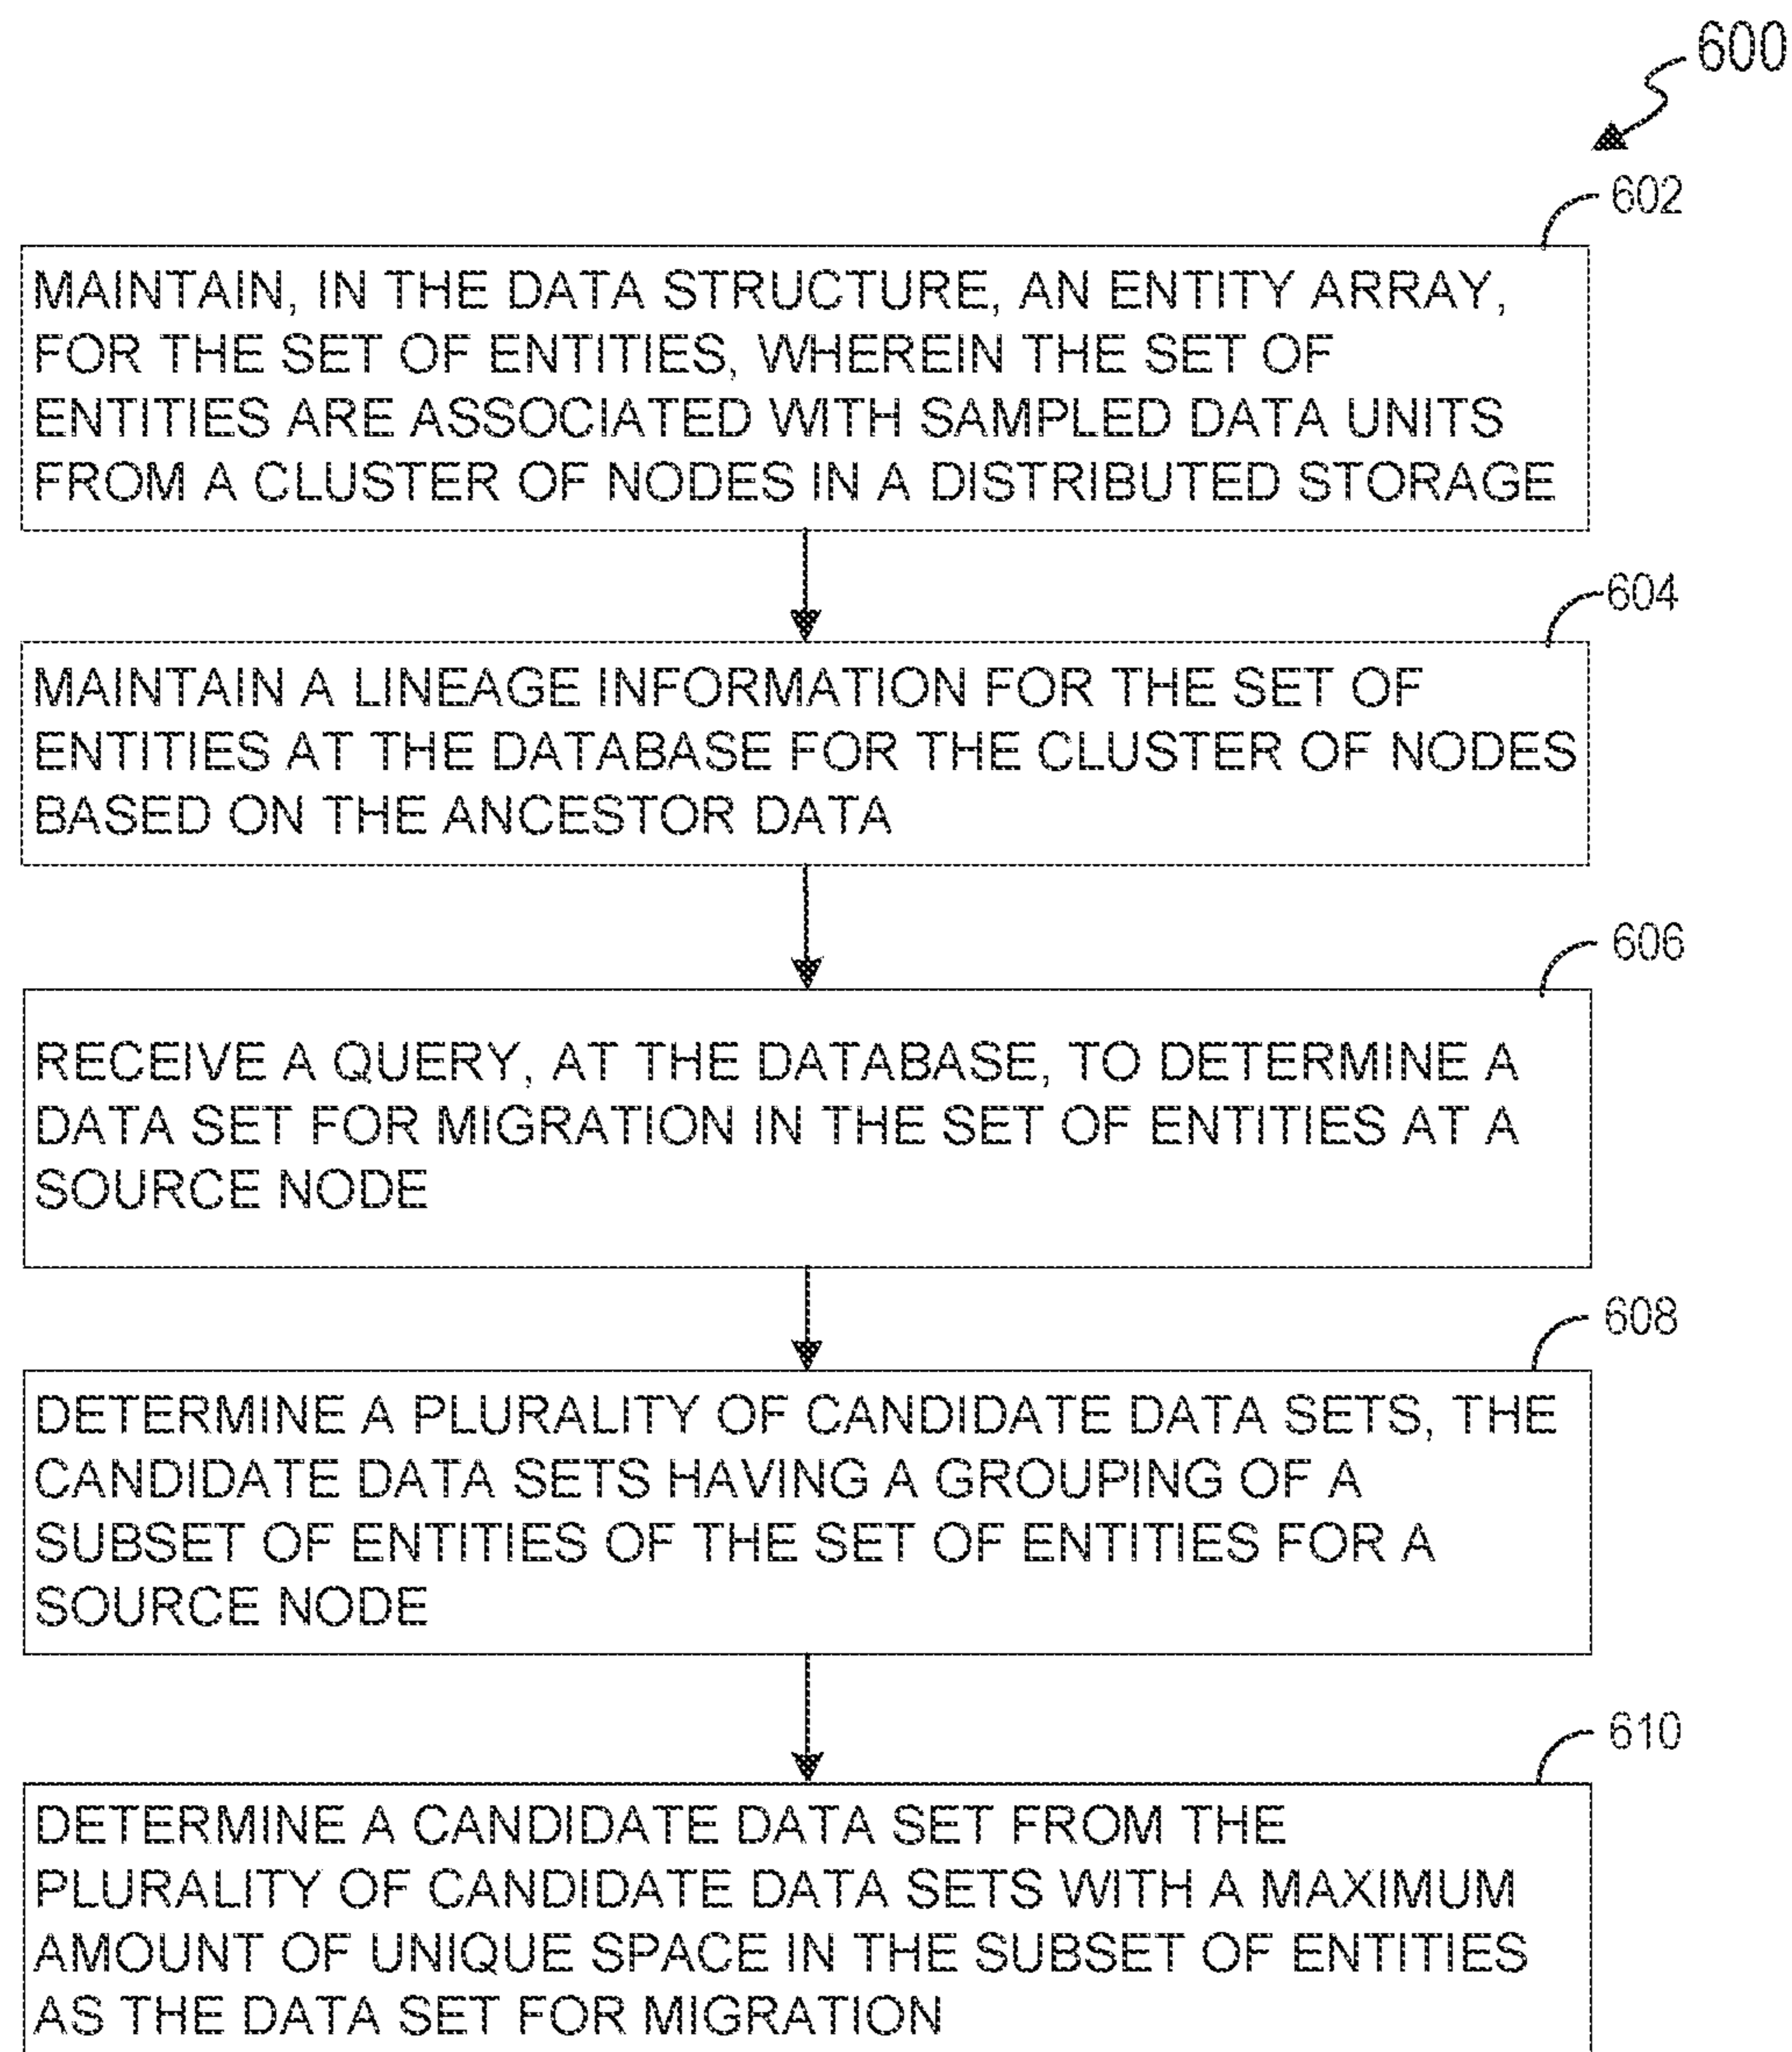 600
602
MAINTAIN, IN THE DATA STRUCTURE, AN ENTITY ARRAY,
FOR THE SET OF ENTITIES, WHEREIN THE SET OF
ENTITIES ARE ASSOCIATED WITH SAMPLED DATA UNITS
FROM A CLUSTER OF NODES IN A DISTRIBUTED STORAGE
604
MAINTAIN A LINEAGE INFORMATION FOR THE SET OF
ENTITIES AT THE DATABASE FOR THE CLUSTER OF NODES
BASED ON THE ANCESTOR DATA
606
RECEIVE A QUERY, AT THE DATABASE, TO DETERMINE A
DATA SET FOR MIGRATION IN THE SET OF ENTITIES AT A
SOURCE NODE
608
DETERMINE A PLURALITY OF CANDIDATE DATA SETS, THE
CANDIDATE DATA SETS HAVING A GROUPING OF A
SUBSET OF ENTITIES OF THE SET OF ENTITIES FOR A
SOURCE NODE
610
DETERMINE A CANDIDATE DATA SET FROM THE
PLURALITY OF CANDIDATE DATA SETS WITH A MAXIMUM
AMOUNT OF UNIQUE SPACE IN THE SUBSET OF ENTITIES
AS THE DATA SET FOR MIGRATION